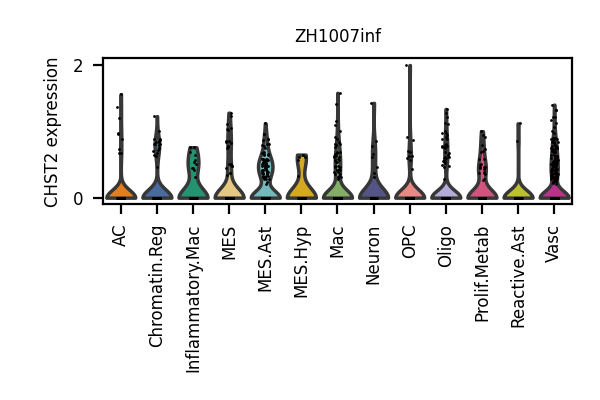 ZH1007inf
CHST2 expression
2
0
AC
Chromatin.Reg
Inflammatory.Mac
MES
MES.Ast
MES.Hyp
Mac
Neuron
OPC
Oligo
Prolif.Metab
Reactive.Ast
Vasc